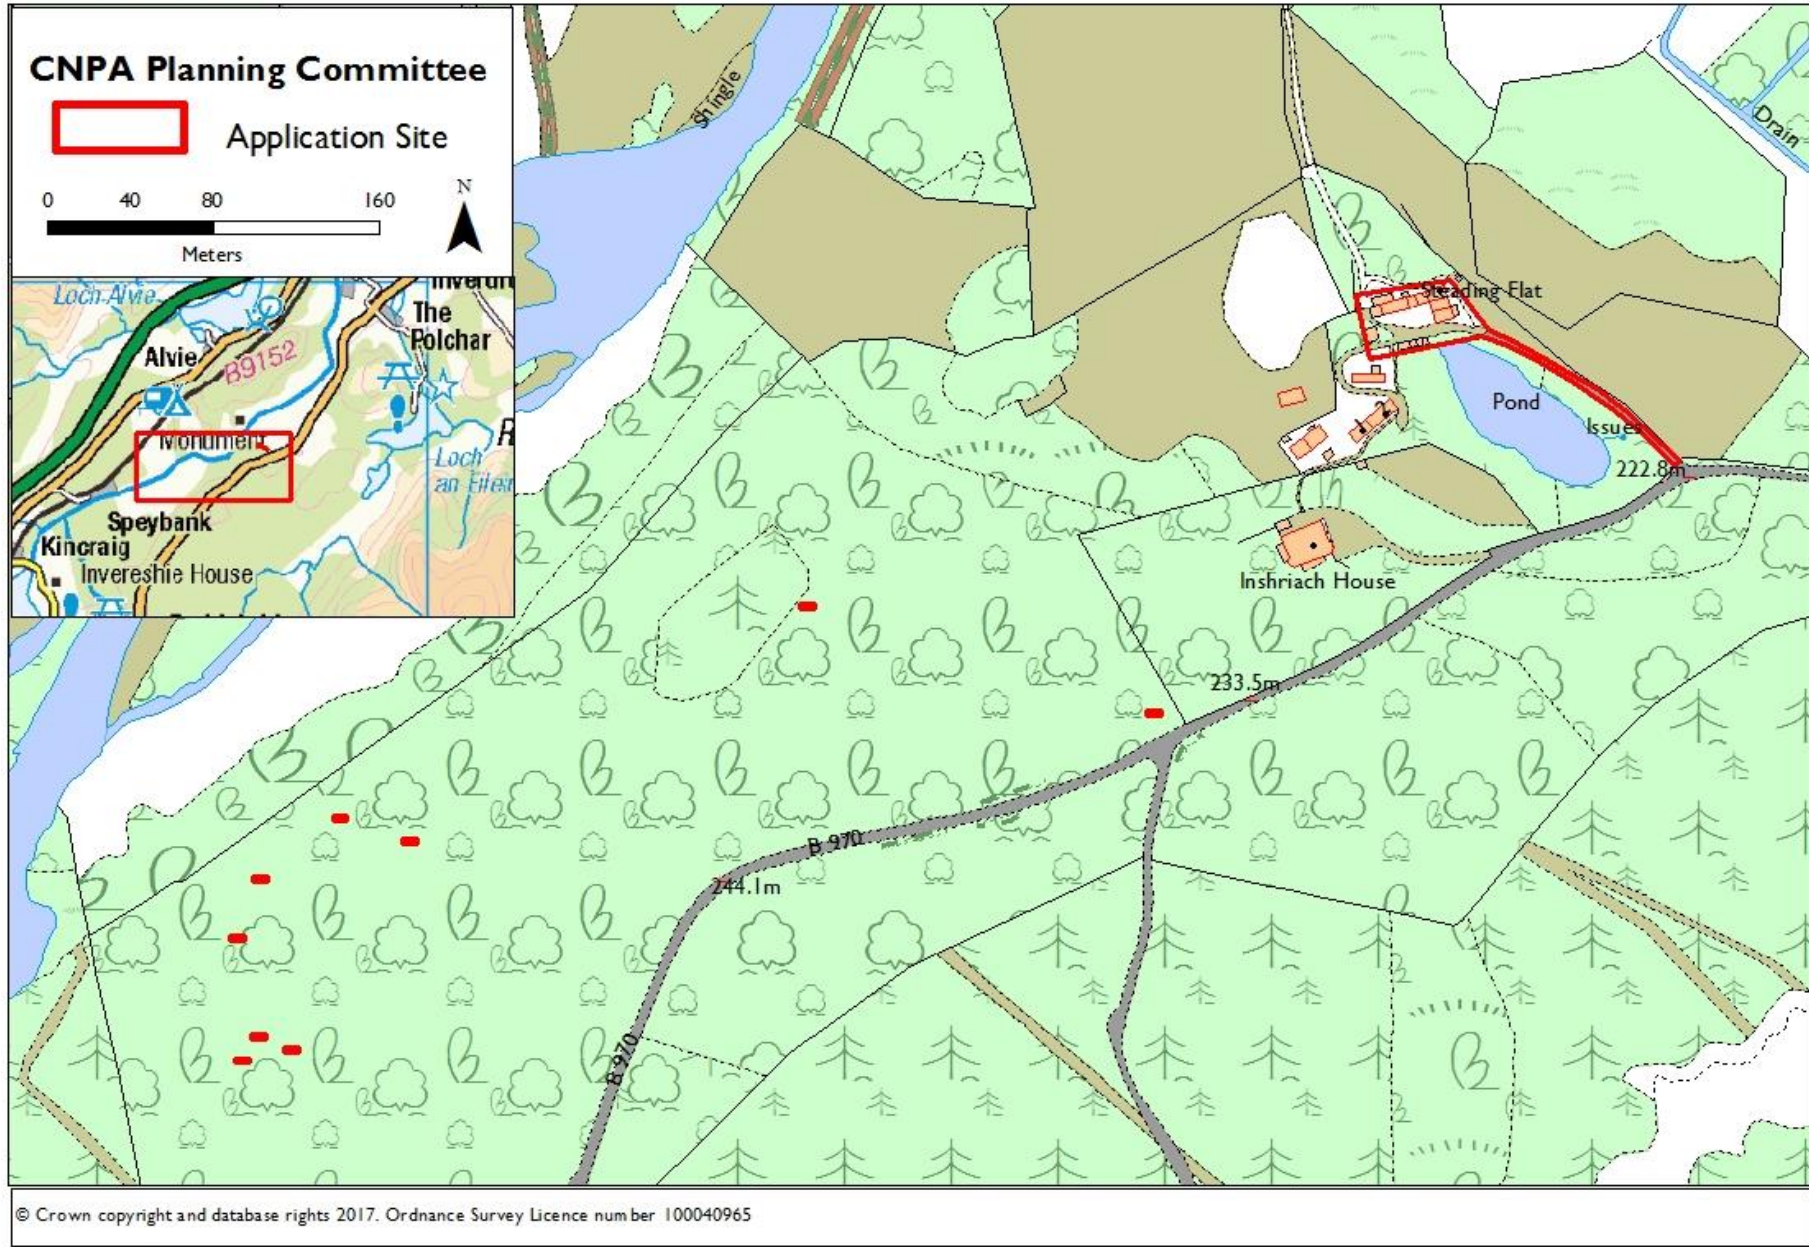 CNPA Planning Committee
Application Site
0 40 80 160
Meters
N
Loch Alvie
The
Polchar
Alvie
B9152
Monument
Loch
an Eilein
R
Speybank
Kincraig
Invereshie House
Shingle
Drain
Steading Flat
Pond
Issues
222.8m
Inshriach House
233.5m
B 970
244.1m
B 970
© Crown copyright and database rights 2017. Ordnance Survey Licence number 100040965